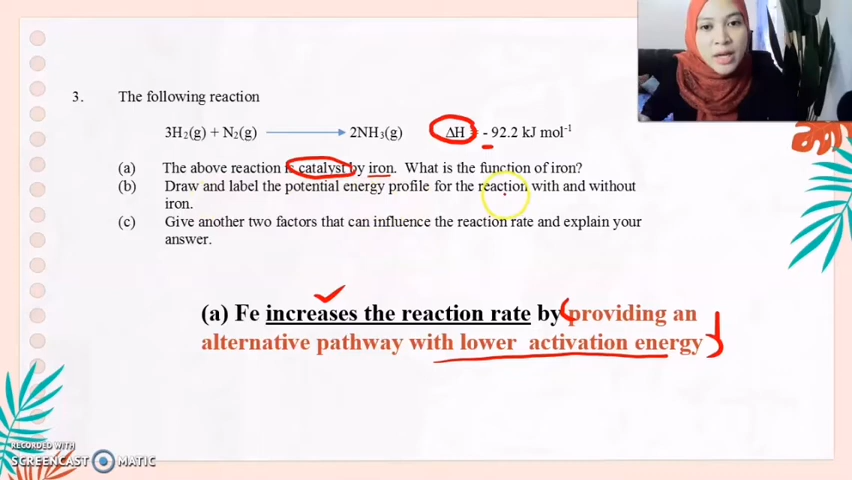 3. The following reaction
3H2(g) + N2(g) → 2NH3(g) ΔH = - 92.2 kJ mol-1
(a) The above reaction is catalyst by iron. What is the function of iron?
(b) Draw and label the potential energy profile for the reaction with and without
iron.
(c) Give another two factors that can influence the reaction rate and explain your
answer.
(a) Fe increases the reaction rate by providing an
alternative pathway with lower activation energy
RECORDED WITH
SCREENCAST MATIC